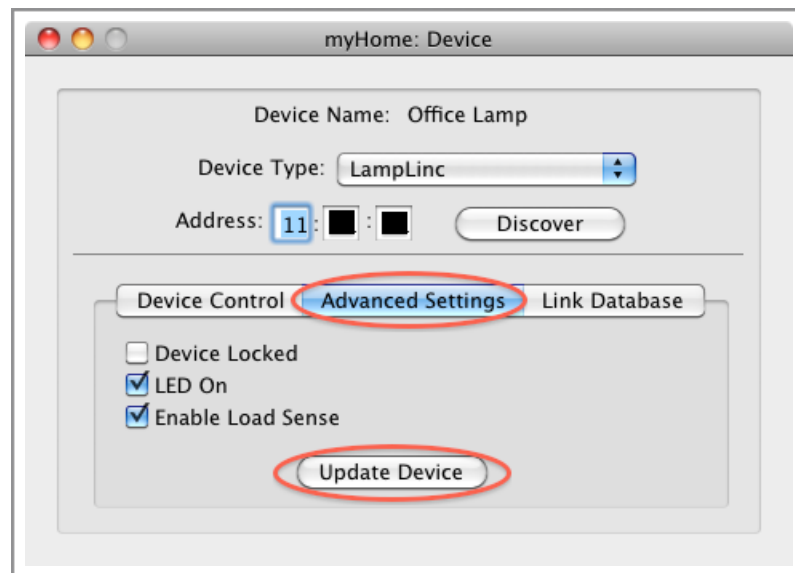 myHome: Device
Device Name: Office Lamp
Device Type: LampLinc
Address: 11 : : Discover
Device Control Advanced Settings Link Database
Device Locked
LED On
Enable Load Sense
Update Device